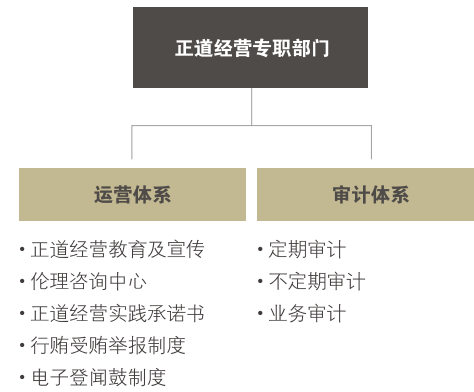 正道经营专职部门
运营体系
• 正道经营教育及宣传
• 伦理咨询中心
• 正道经营实践承诺书
• 行贿受贿举报制度
• 电子登闻鼓制度
审计体系
• 定期审计
• 不定期审计
• 业务审计